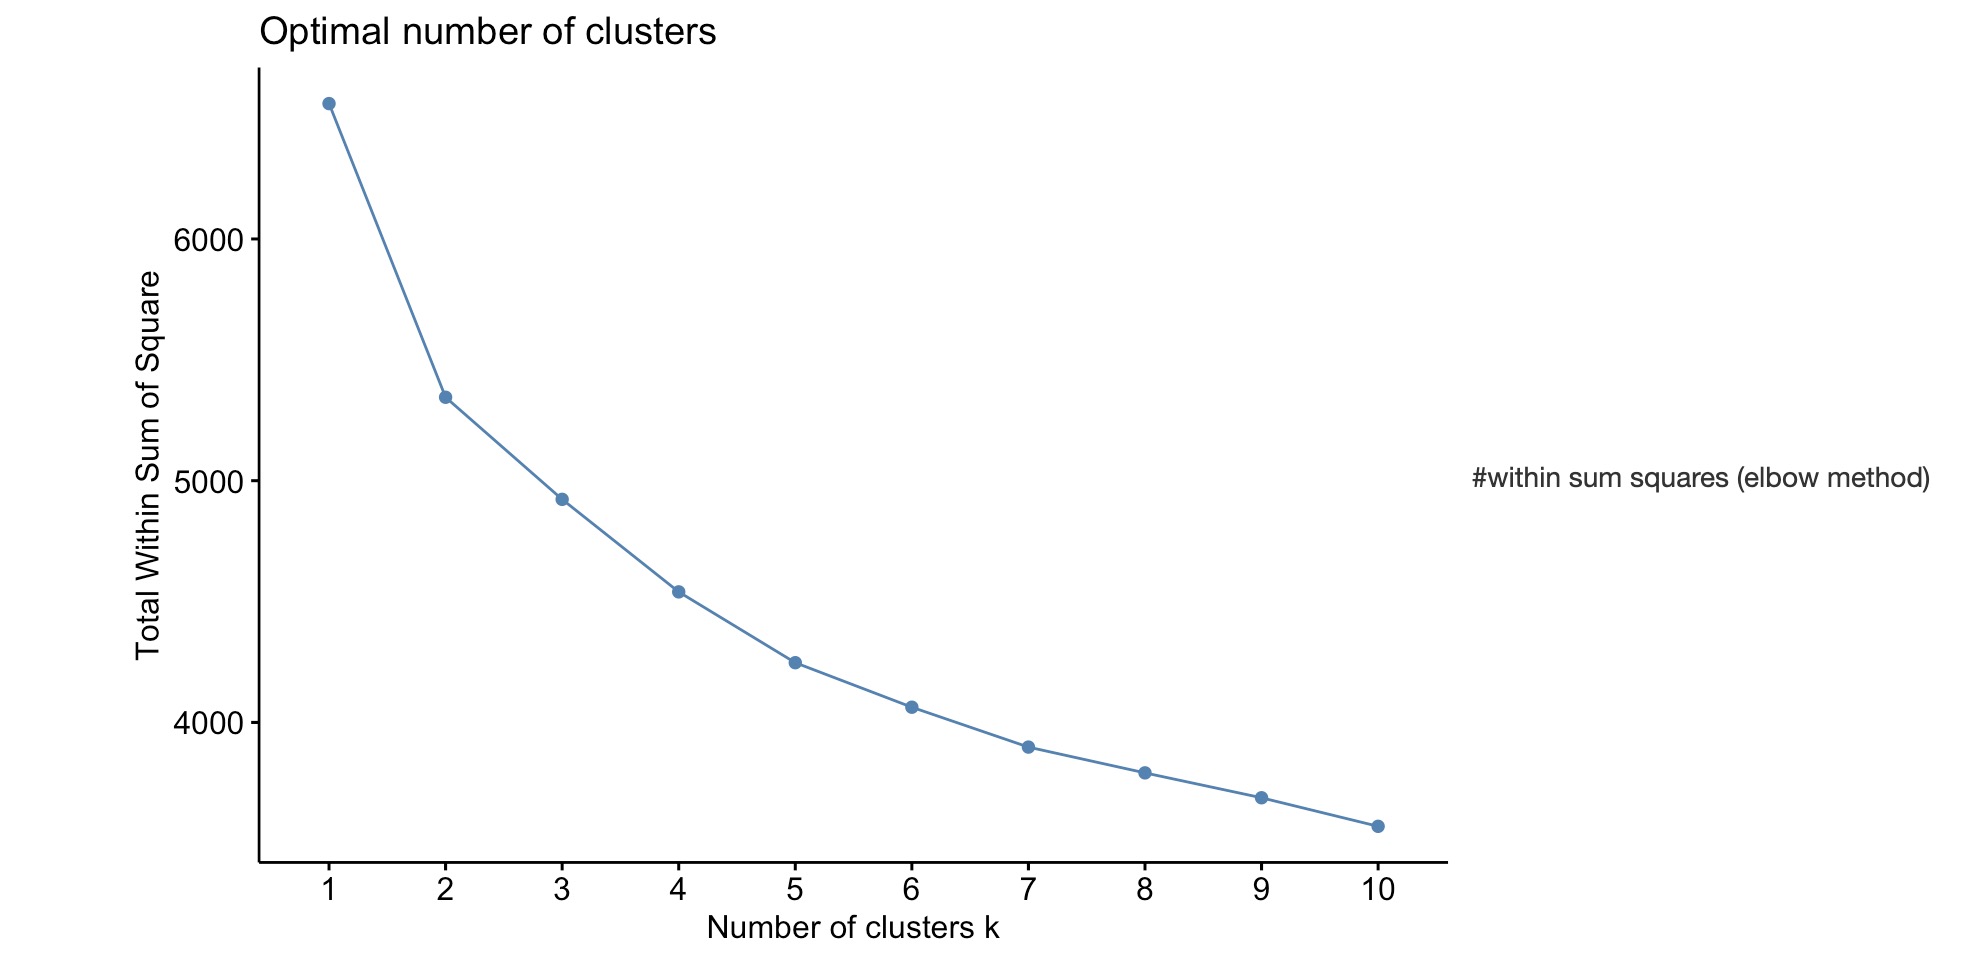 Optimal number of clusters
6000
5000
4000
Total Within Sum of Square
#within sum squares (elbow method)
1 2 3 4 5 6 7 8 9 10
Number of clusters k